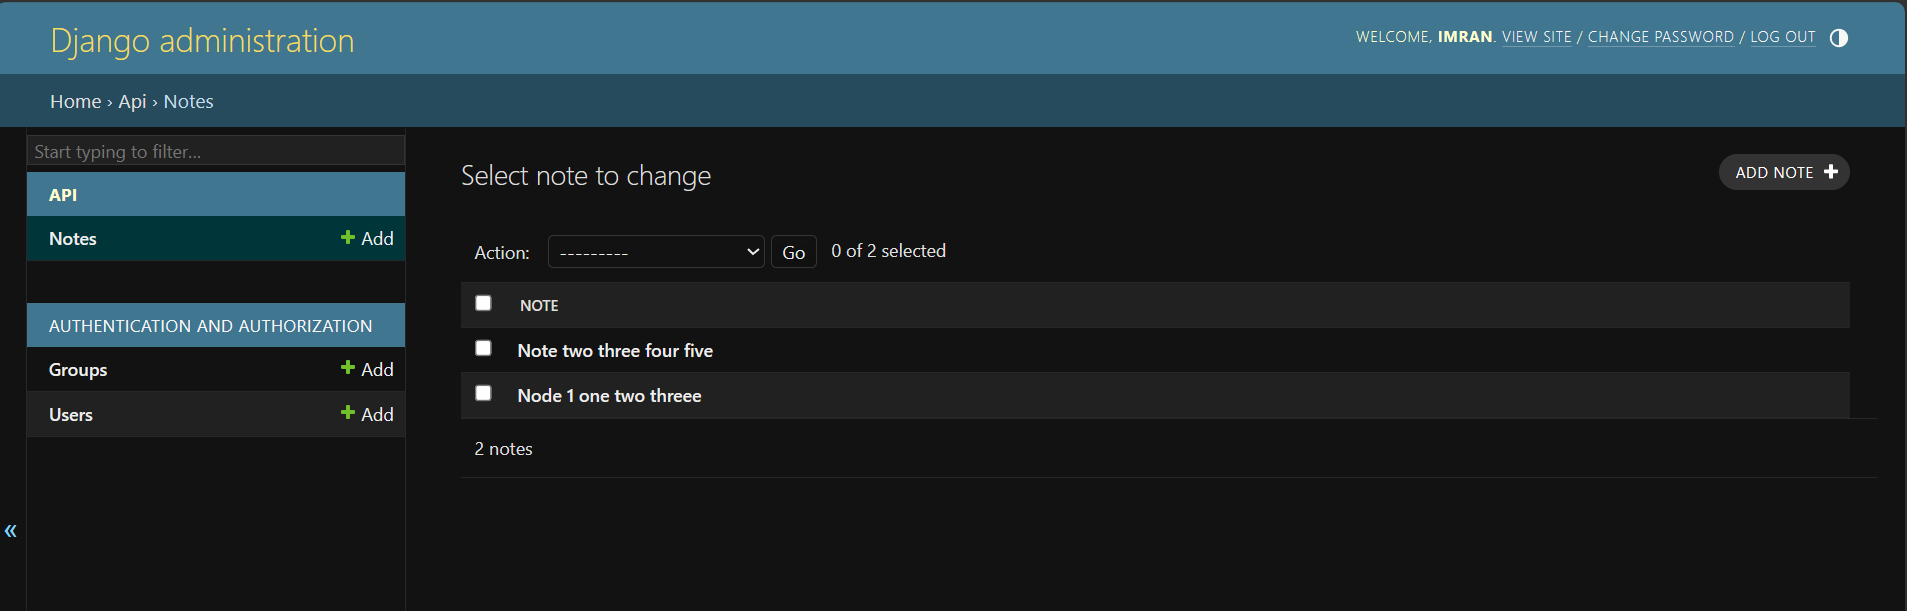 Django administration
WELCOME, IMRAN. VIEW SITE / CHANGE PASSWORD / LOG OUT
Home › Api › Notes
Start typing to filter...
API
Notes
Add
AUTHENTICATION AND AUTHORIZATION
Groups
Add
Users
Add
«
Select note to change
ADD NOTE
Action:
---------
Go
0 of 2 selected
NOTE
Note two three four five
Node 1 one two threee
2 notes